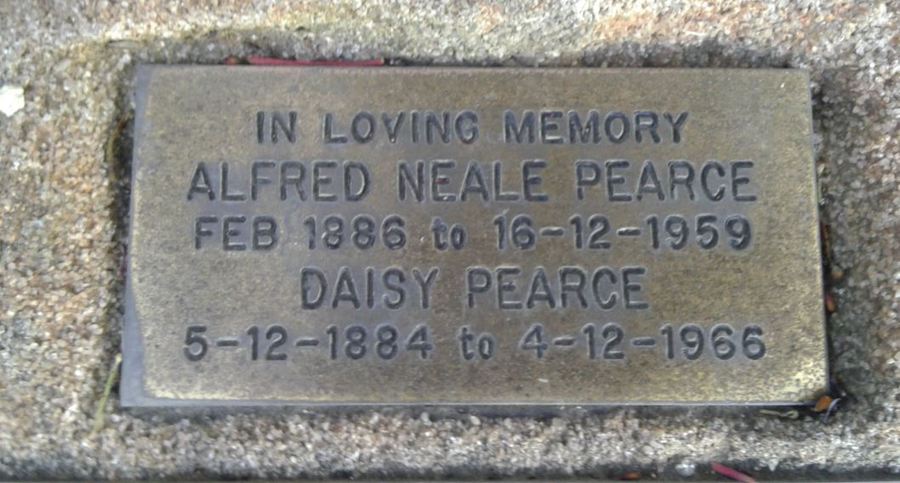 IN LOVING MEMORY
ALFRED NEALE PEARCE
FEB 1886 to 16-12-1959
DAISY PEARCE
5-12-1884 to 4-12-1966